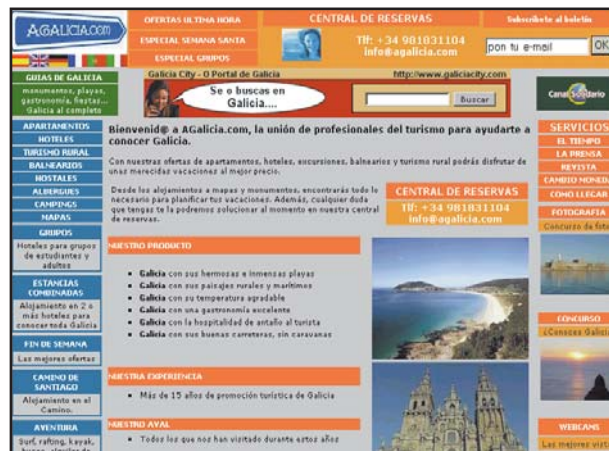 AGALICIA.COM
OFERTAS ULTIMA HORA
ESPECIAL SEMANA SANTA
ESPECIAL GRUPOS
CENTRAL DE RESERVAS
Tlf: +34 981831104
info@agalicia.com
Subscribete al boletín
pon tu e-mail
OK
GUIAS DE GALICIA
monumentos, playas,
gastronomía, fiestas...
Galicia al completo
Galicia City - O Portal de Galicia
http://www.galiciacity.com
Se o buscas en
Galicia....
Buscar
Canal Solidario
APARTAMENTOS
HOTELES
TURISMO RURAL
BALNEARIOS
HOSTALES
ALBERGUES
CAMPINGS
MAPAS
GRUPOS
Hoteles para grupos
de estudiantes y
adultos
ESTANCIAS
COMBINADAS
Alojamiento en 2 o
más hoteles para
conocer toda Galicia
FIN DE SEMANA
Las mejores ofertas
CAMINO DE
SANTIAGO
Alojamiento en el
Camino.
AVENTURA
Surf, rafting, kayak,
Bienvenid@ a AGalicia.com, la unión de profesionales del turismo para ayudarte a
conocer Galicia.
Con nuestras ofertas de apartamentos, hoteles, excursiones, balnearios y turismo rural podrás disfrutar de
unas merecidas vacaciones al mejor precio.
Desde los alojamientos a mapas y monumentos, encontrarás todo lo
necesario para planificar tus vacaciones. Además, cualquier duda
que tengas te la podremos solucionar al momento en nuestra central
de reservas.
CENTRAL DE RESERVAS
Tlf: +34 981831104
info@agalicia.com
NUESTRO PRODUCTO
Galicia con sus hermosas e inmensas playas
Galicia con sus paisajes rurales y marítimos
Galicia con su temperatura agradable
Galicia con una gastronomía excelente
Galicia con la hospitalidad de antaño al turista
Galicia con sus buenas carreteras, sin caravanas
NUESTRA EXPERIENCIA
Más de 15 años de promoción turística de Galicia
NUESTRO AVAL
Todos los que nos han visitado durante estos años
SERVICIOS
EL TIEMPO
LA PRENSA
REVISTA
CAMBIO MONEDA
COMO LLEGAR
FOTOGRAFÍA
Concurso de foto
CONCURSO
¿Conoces Galicia
WEBCAMS
Las mejores vista